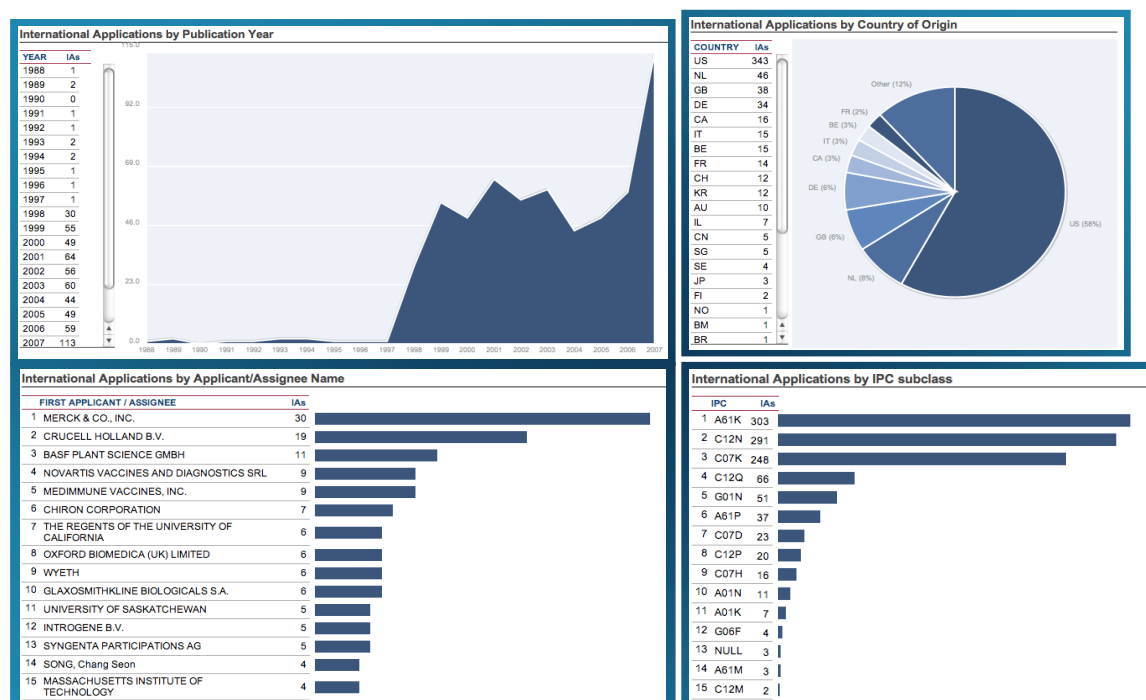 International Applications by Publication Year
YEAR IAs
1988 1
1989 2
1990 0
1991 1
1992 1
1993 2
1994 2
1995 1
1996 1
1997 1
1998 30
1999 55
2000 49
2001 64
2002 56
2003 60
2004 44
2005 49
2006 59
2007 113
115.0
92.0
69.0
46.0
23.0
0.0
1988 1989 1990 1991 1992 1993 1994 1995 1996 1997 1998 1999 2000 2001 2002 2003 2004 2005 2006 2007
International Applications by Country of Origin
COUNTRY IAs
US 343
NL 46
GB 38
DE 34
CA 16
IT 15
BE 15
FR 14
CH 12
KR 12
AU 10
IL 7
CN 5
SG 5
SE 4
JP 3
FI 2
NO 1
BM 1
BR 1
Other (12%)
FR (2%)
BE (3%)
IT (3%)
CA (3%)
DE (6%)
GB (6%)
NL (8%)
US (58%)
International Applications by Applicant/Assignee Name
FIRST APPLICANT / ASSIGNEE IAs
1 MERCK & CO., INC. 30
2 CRUCELL HOLLAND B.V. 19
3 BASF PLANT SCIENCE GMBH 11
4 NOVARTIS VACCINES AND DIAGNOSTICS SRL 9
5 MEDIMMUNE VACCINES, INC. 9
6 CHIRON CORPORATION 7
7 THE REGENTS OF THE UNIVERSITY OF
CALIFORNIA 6
8 OXFORD BIOMEDICA (UK) LIMITED 6
9 WYETH 6
10 GLAXOSMITHKLINE BIOLOGICALS S.A. 6
11 UNIVERSITY OF SASKATCHEWAN 5
12 INTROGENE B.V. 5
13 SYNGENTA PARTICIPATIONS AG 5
14 SONG, Chang Seon 4
15 MASSACHUSETTS INSTITUTE OF
TECHNOLOGY 4
International Applications by IPC subclass
IPC IAs
1 A61K 303
2 C12N 291
3 C07K 248
4 C12Q 66
5 G01N 51
6 A61P 37
7 C07D 23
8 C12P 20
9 C07H 16
10 A01N 11
11 A01K 7
12 G06F 4
13 NULL 3
14 A61M 3
15 C12M 2